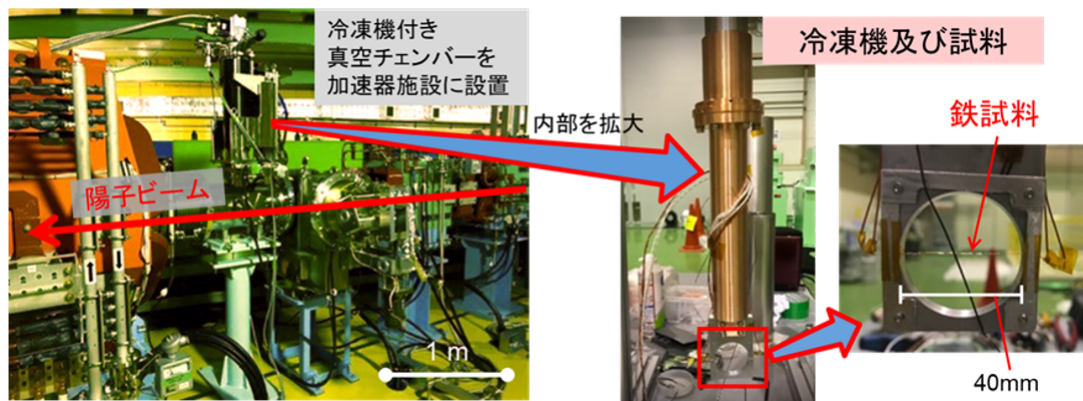 冷凍機付き
真空チェンバーを
加速器施設に設置
陽子ビーム
1 m
内部を拡大
冷凍機及び試料
鉄試料
40mm